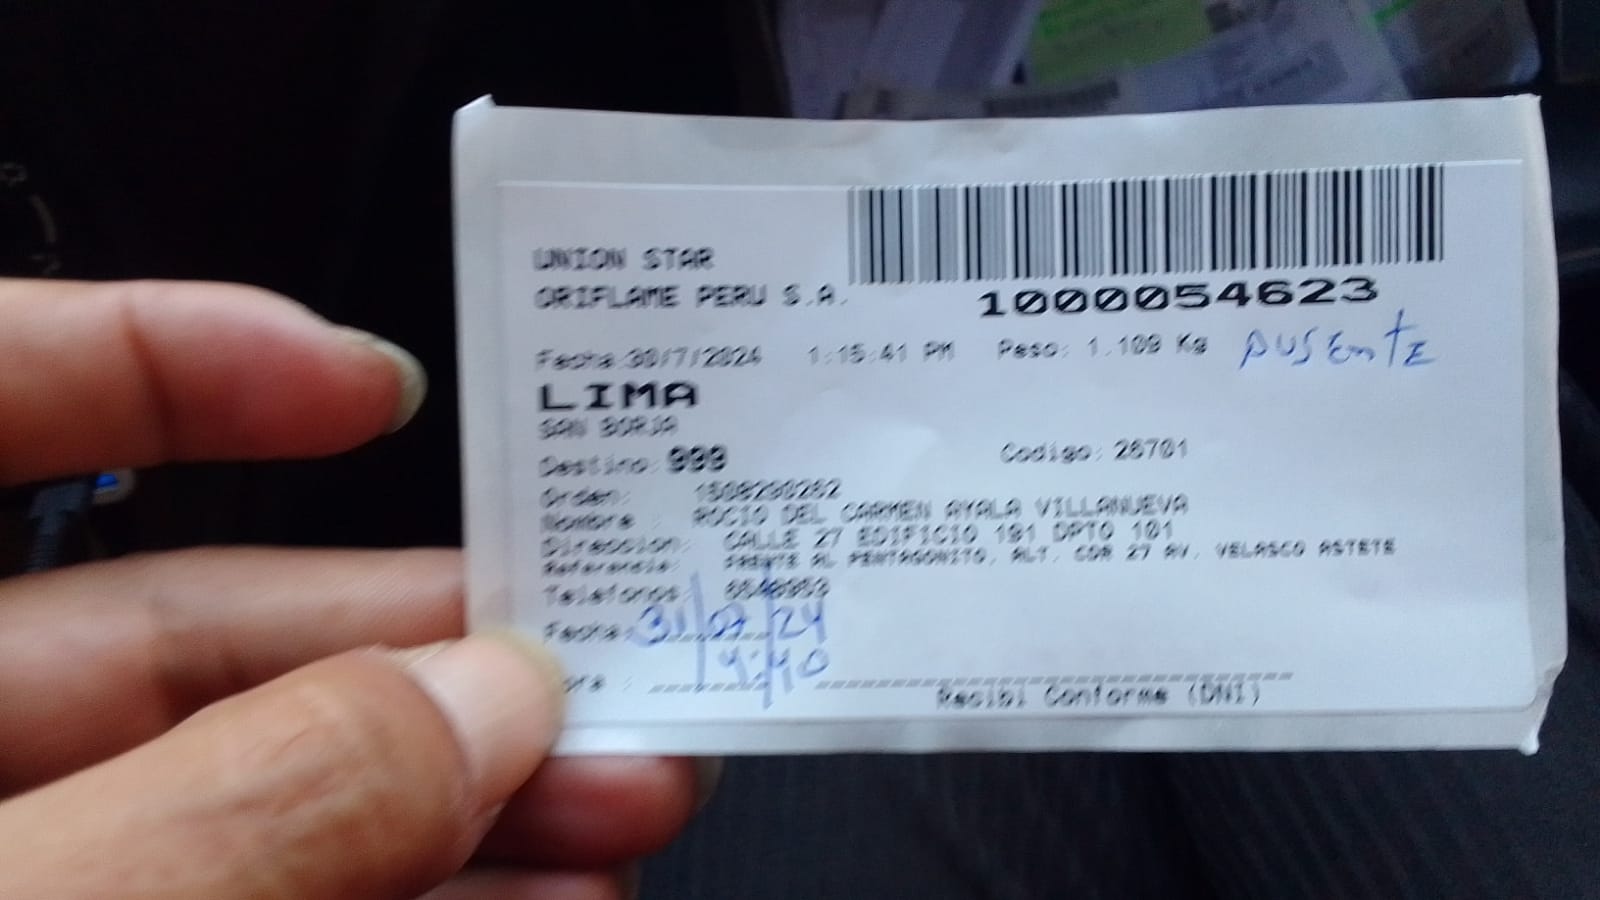 UNION STAR
ORIFLAME PERU S.A.
1000054623
Fecha:30/7/2024 1:15:41 PM Peso: 1.109 Kg AUSENTE
LIMA
SAN BORJA
Destino: 999 Codigo: 26701
Orden: 1508290262
Nombre : ROCIO DEL CARMEN AYALA VILLANUEVA
Direccion: CALLE 27 EDIFICIO 191 DPTO 101
Referencia: FRENTE AL PENTAGONITO, ALT. CDR 27 AV. VELASCO ASTETE
Telefonos:
Fecha: 31/07/24
ora : 4:40
Recibi Conforme (DNI)